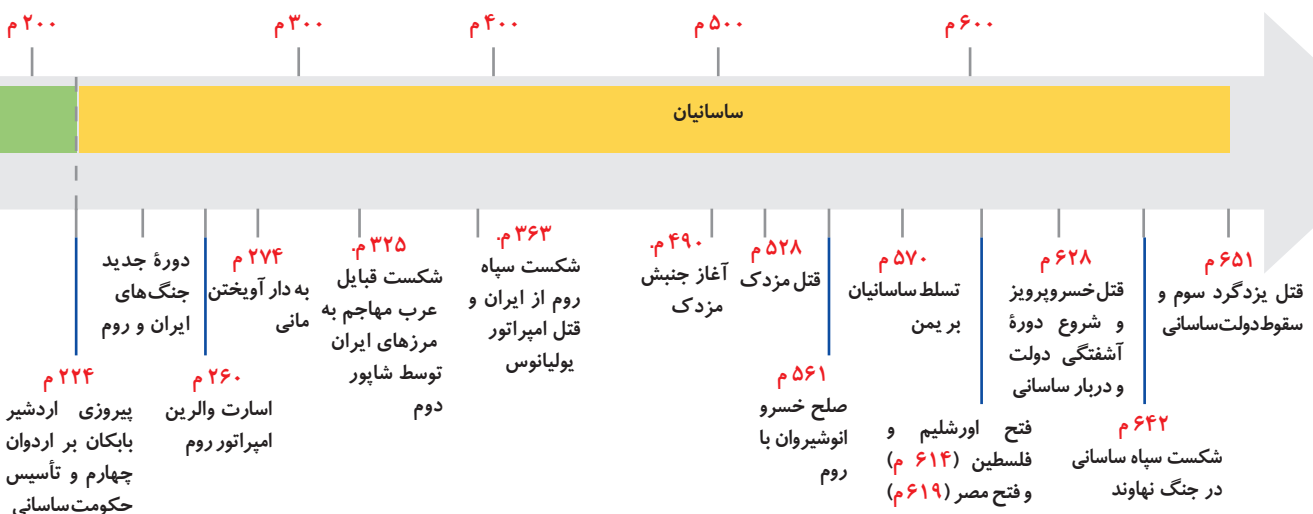 ۲۰۰ م
۳۰۰ م
۴۰۰ م
۵۰۰ م
۶۰۰ م
ساسانیان
۲۲۴ م
پیروزی اردشیر
بابکان بر اردوان
چهارم و تأسیس
حکومت ساسانی
دورهٔ جدید
جنگ‌های
ایران و روم
۲۶۰ م
اسارت والرین
امپراتور روم
۲۷۴ م
به دار آویختن
مانی
۳۲۵ م.
شکست قبایل
عرب مهاجم به
مرزهای ایران
توسط شاپور
دوم
۳۶۳ م.
شکست سپاه
روم از ایران و
قتل امپراتور
یولیانوس
۴۹۰ م.
آغاز جنبش
مزدک
۵۲۸ م
قتل مزدک
۵۶۱ م
صلح خسرو
انوشیروان با
روم
۵۷۰ م
تسلط ساسانیان
بر یمن
فتح اورشلیم و
فلسطین (۶۱۴ م)
و فتح مصر (۶۱۹ م)
۶۲۸ م
قتل خسروپرویز
و شروع دورهٔ
آشفتگی دولت
و دربار ساسانی
۶۴۲ م
شکست سپاه ساسانی
در جنگ نهاوند
۶۵۱ م
قتل یزدگرد سوم و
سقوط دولت ساسانی